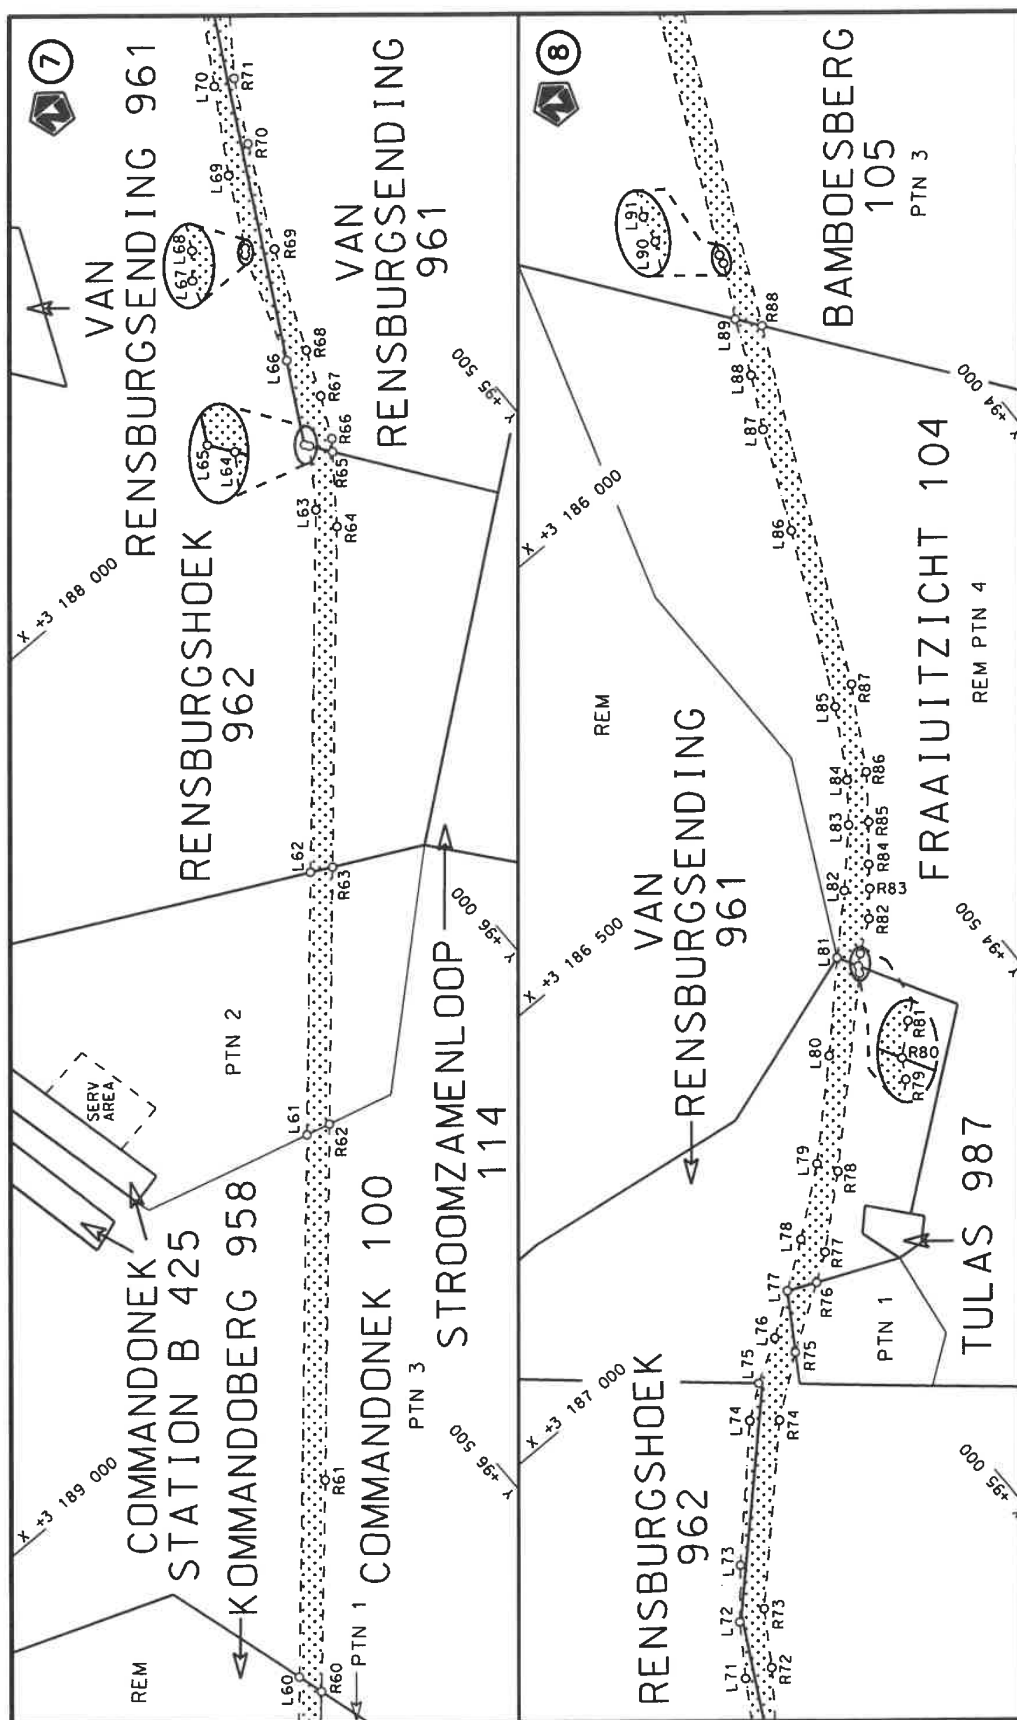 7
VAN
RENSBURGSENDING 961
L70
R71
L69
R70
L67
L68
R69
VAN
RENSBURGSENDING
961
L66
R68
R67
L65
L64
R66
R65
L63
R64
Y +95 500
X +3 188 000
RENSBURGSHOEK
962
L62
R63
Y +96 000
PTN 2
SERV
AREA
L61
R62
STROOMZAMENLOOP
114
COMMANDONEK
STATION B 425
KOMMANDOBERG 958
COMMANDONEK 100
PTN 3
R61
Y +96 500
X +3 189 000
REM
L60
R60
PTN 1
8
BAMBOESBERG
105
PTN 3
L90
L91
L89
R88
L88
L87
L86
Y +94 000
X +3 186 000
REM
FRAAIUITZICHT 104
REM PTN 4
L85
R87
L84
R86
L83
R85
R84
L82
R83
R82
L81
VAN
RENSBURGSENDING
961
X +3 186 500
Y +94 500
R81
R80
R79
L80
L79
R78
L78
R77
L77
R76
L76
R75
PTN 1
TULAS 987
L75
L74
R74
X +3 187 000
Y +95 000
RENSBURGSHOEK
962
L73
L72
R73
L71
R72